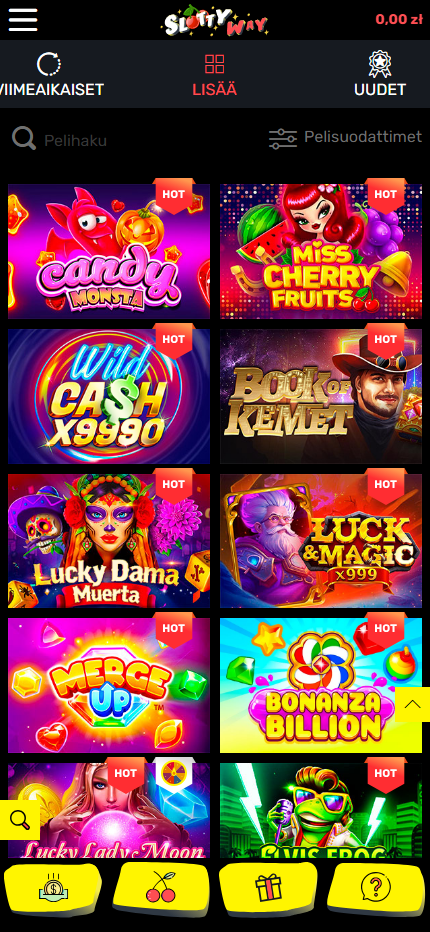 SLOTTY WAY
0,00 zł
VIIMEAIKAISET
LISÄÄ
UUDET
Pelihaku
Pelisuodattimet
HOT
HOT
candy
MONSTA
MISS
CHERRY
FRUITS
HOT
HOT
Wild
CA$H
X9990
BOOK OF
KEMET
HOT
HOT
Lucky Dama
Muerta
LUCK
&MAGIC
x999
HOT
HOT
MERGE
UP™
BONANZA
BILLION
HOT
HOT
Lucky Lady's Moon
ELVIS FROG